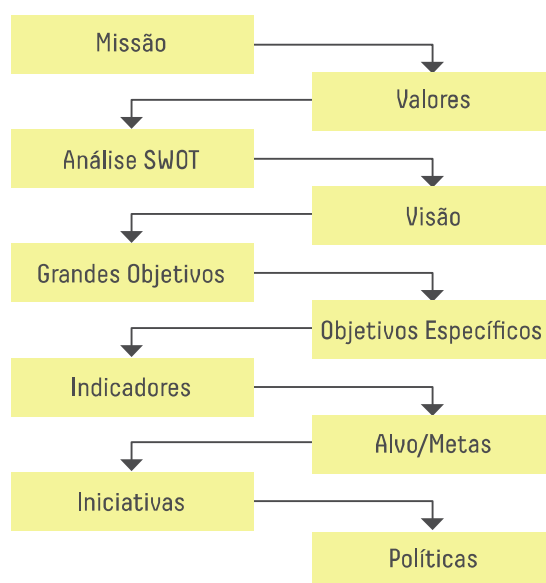 Missão
Valores
Análise SWOT
Visão
Grandes Objetivos
Objetivos Específicos
Indicadores
Alvo/Metas
Iniciativas
Políticas